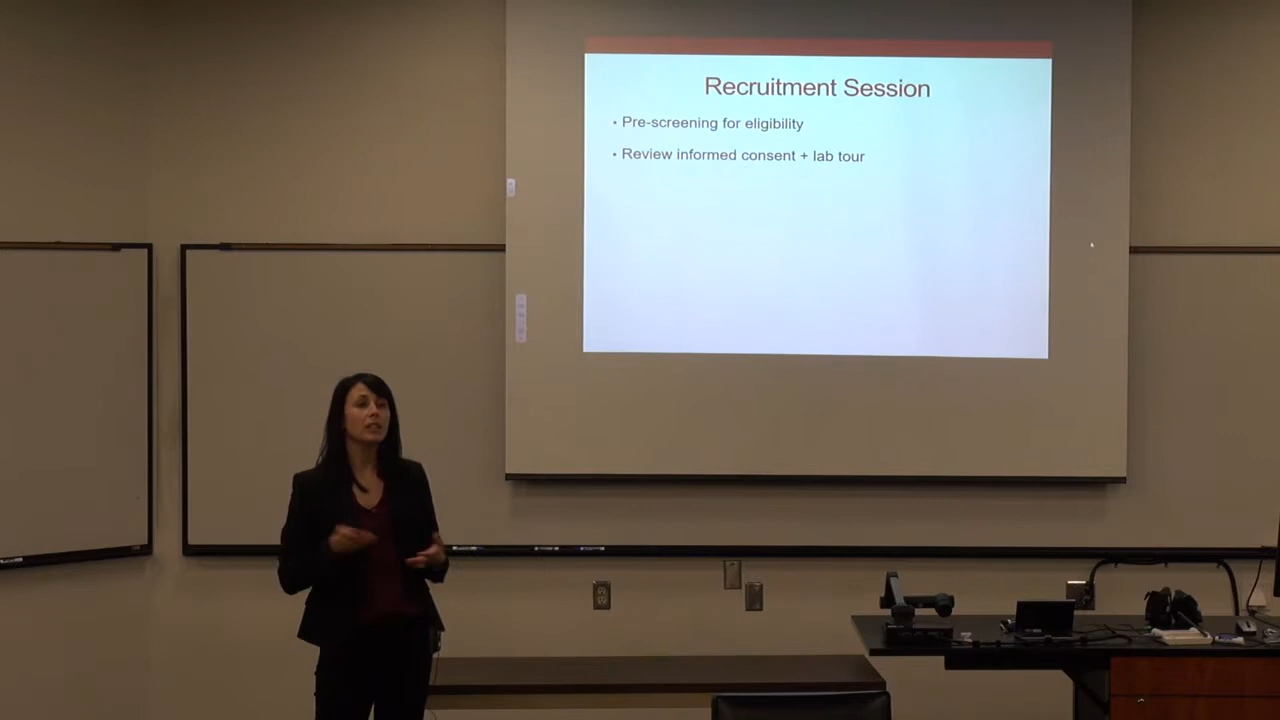 Recruitment Session
• Pre-screening for eligibility
• Review informed consent + lab tour